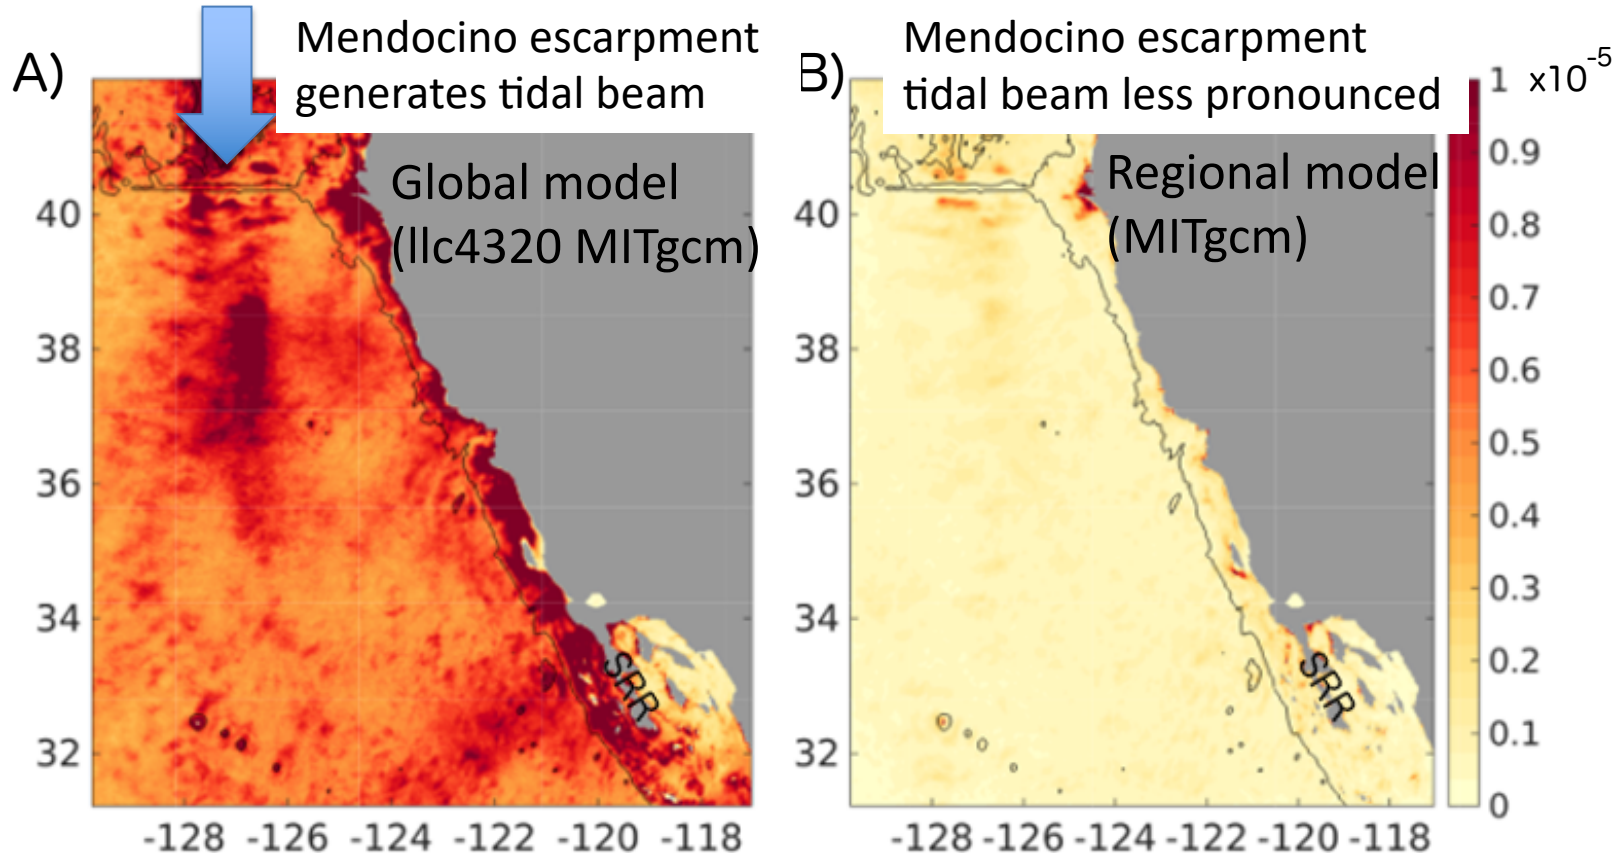 A)
Mendocino escarpment
generates tidal beam
Global model
(llc4320 MITgcm)
SRR
40
38
36
34
32
-128
-126
-124
-122
-120
-118
B)
Mendocino escarpment
tidal beam less pronounced
Regional model
(MITgcm)
SRR
40
38
36
34
32
-128
-126
-124
-122
-120
-118
1 x10-5
0.9
0.8
0.7
0.6
0.5
0.4
0.3
0.2
0.1
0